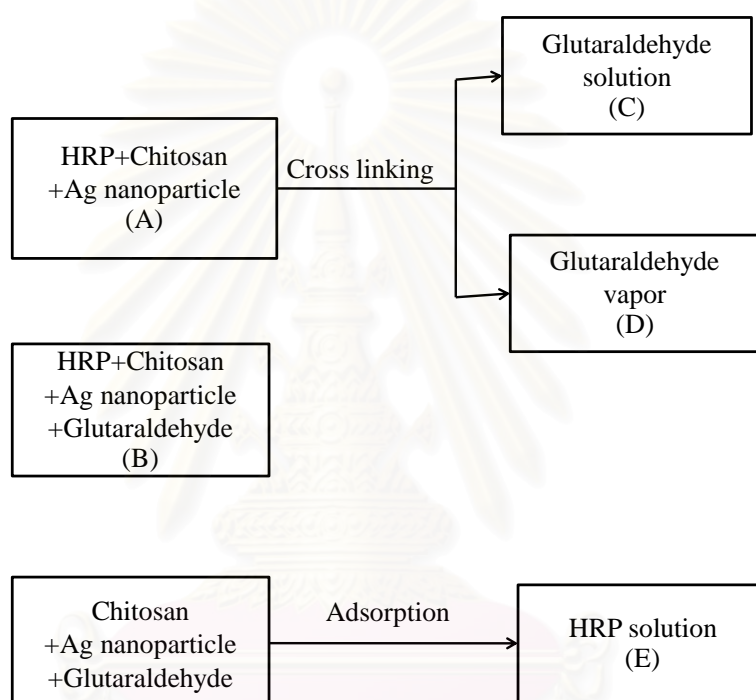 Glutaraldehyde
solution
(C)
HRP+Chitosan
+Ag nanoparticle
(A)
Cross linking
Glutaraldehyde
vapor
(D)
HRP+Chitosan
+Ag nanoparticle
+Glutaraldehyde
(B)
Chitosan
+Ag nanoparticle
+Glutaraldehyde
Adsorption
HRP solution
(E)